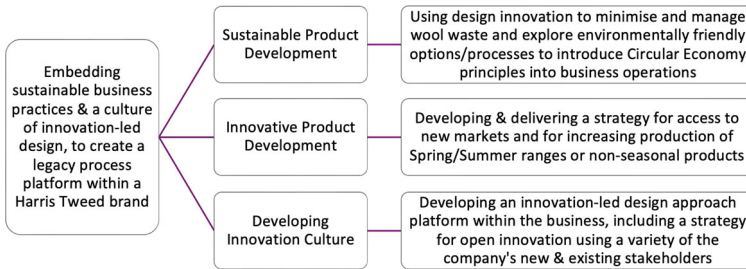 Embedding
sustainable business
practices & a culture
of innovation-led
design, to create a
legacy process
platform within a
Harris Tweed brand
Sustainable Product
Development
Using design innovation to minimise and manage
wool waste and explore environmentally friendly
options/processes to introduce Circular Economy
principles into business operations
Innovative Product
Development
Developing & delivering a strategy for access to
new markets and for increasing production of
Spring/Summer ranges or non-seasonal products
Developing
Innovation Culture
Developing an innovation-led design approach
platform within the business, including a strategy
for open innovation using a variety of the
company's new & existing stakeholders